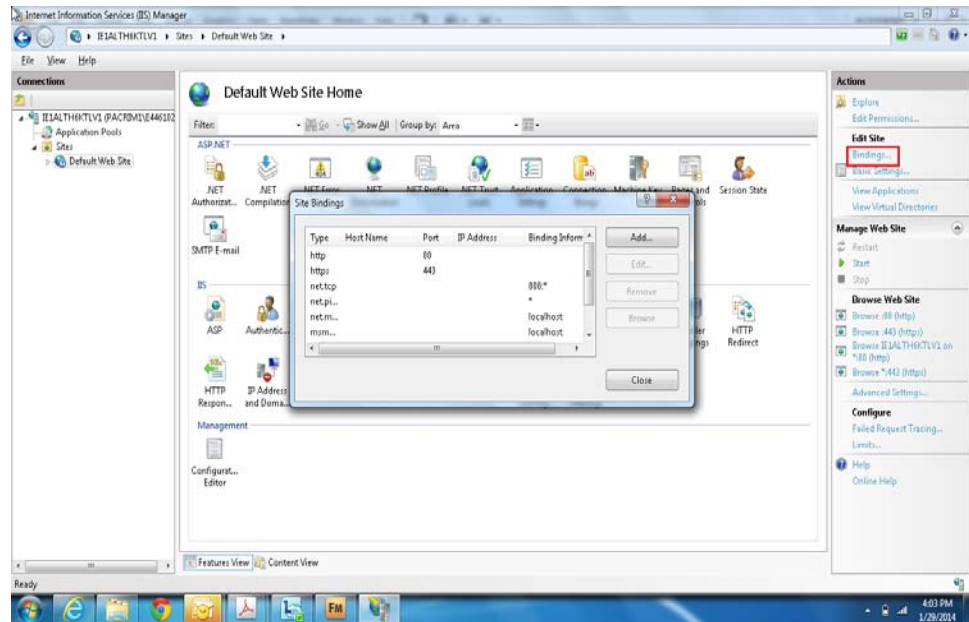 Internet Information Services (IIS) Manager
IE1ALTH6KTLV1 ▸ Sites ▸ Default Web Site ▸
File View Help
Connections
Application Pools
Sites
Default Web Site
Default Web Site Home
Filter: Go Show All Group by: Area
ASP.NET
.NET Authorizat...
.NET Compilation
Session State
SMTP E-mail
IIS
ASP
Authentic...
HTTP Redirect
HTTP Respon...
IP Address and Doma...
Management
Configurat... Editor
Site Bindings
Type Host Name Port IP Address Binding Inform
http 80
https 443
net.tcp 808:*
net.pi... *
net.m... localhost
msm... localhost
Add...
Edit...
Remove
Browse
Close
Features View Content View
Ready
Actions
Explore
Edit Permissions...
Edit Site
Bindings...
Basic Settings...
View Applications
View Virtual Directories
Manage Web Site
Restart
Start
Stop
Browse Web Site
Browse :80 (http)
Browse :443 (https)
Browse IE1ALTH6KTLV1 on *:80 (http)
Browse *:443 (https)
Advanced Settings...
Configure
Failed Request Tracing...
Limits...
Help
Online Help
FM
4:03 PM
1/29/2014